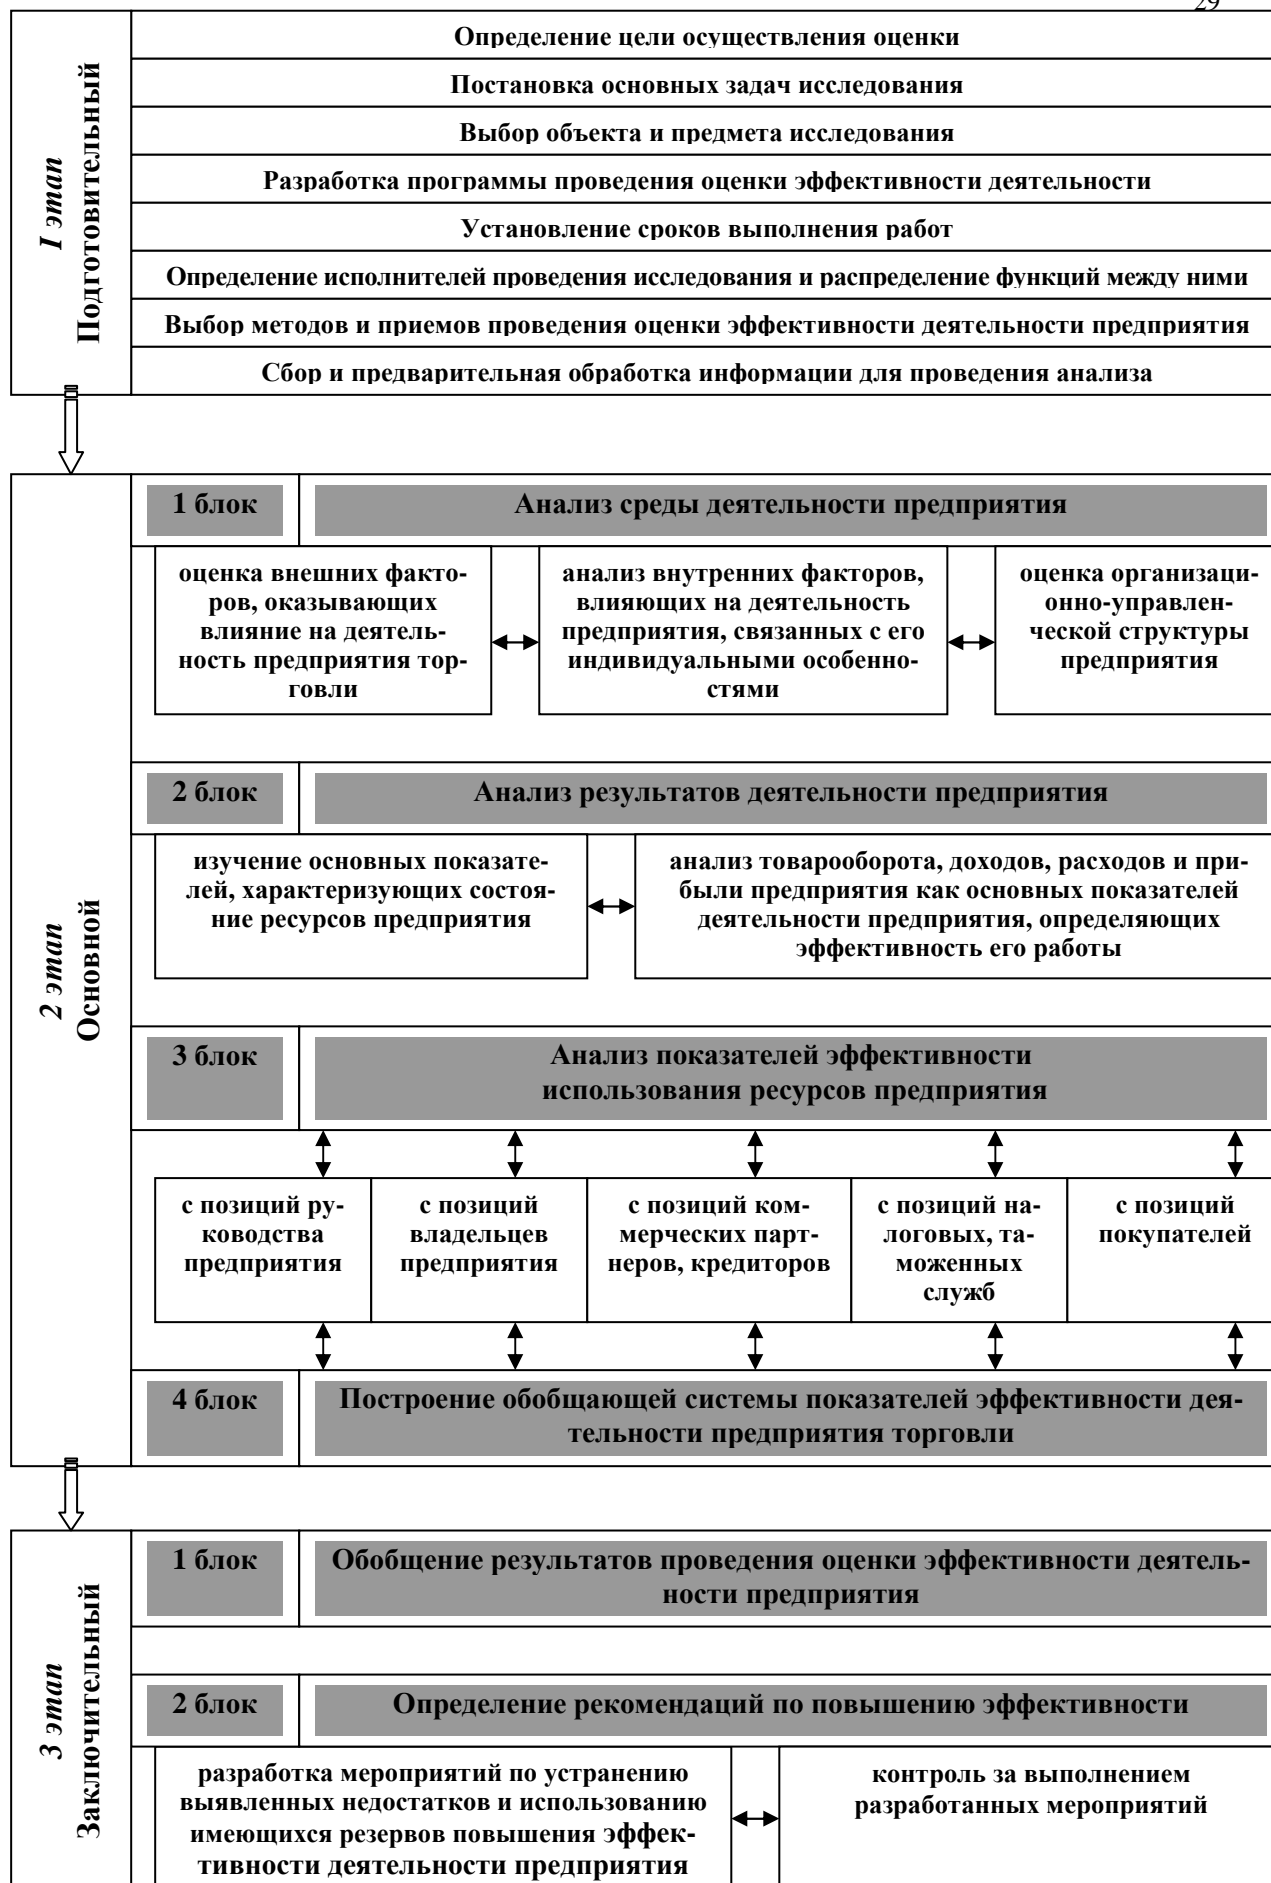 29
I этап
Подготовительный
Определение цели осуществления оценки
Постановка основных задач исследования
Выбор объекта и предмета исследования
Разработка программы проведения оценки эффективности деятельности
Установление сроков выполнения работ
Определение исполнителей проведения исследования и распределение функций между ними
Выбор методов и приемов проведения оценки эффективности деятельности предприятия
Сбор и предварительная обработка информации для проведения анализа
2 этап
Основной
1 блок
Анализ среды деятельности предприятия
оценка внешних факто-
ров, оказывающих
влияние на деятель-
ность предприятия тор-
говли
анализ внутренних факторов,
влияющих на деятельность
предприятия, связанных с его
индивидуальными особенно-
стями
оценка организаци-
онно-управлен-
ческой структуры
предприятия
2 блок
Анализ результатов деятельности предприятия
изучение основных показате-
лей, характеризующих состоя-
ние ресурсов предприятия
анализ товарооборота, доходов, расходов и при-
были предприятия как основных показателей
деятельности предприятия, определяющих
эффективность его работы
3 блок
Анализ показателей эффективности
использования ресурсов предприятия
с позиций ру-
ководства
предприятия
с позиций
владельцев
предприятия
с позиций ком-
мерческих парт-
неров, кредиторов
с позиций на-
логовых, та-
моженных
служб
с позиций
покупателей
4 блок
Построение обобщающей системы показателей эффективности дея-
тельности предприятия торговли
3 этап
Заключительный
1 блок
Обобщение результатов проведения оценки эффективности деятель-
ности предприятия
2 блок
Определение рекомендаций по повышению эффективности
разработка мероприятий по устранению
выявленных недостатков и использованию
имеющихся резервов повышения эффек-
тивности деятельности предприятия
контроль за выполнением
разработанных мероприятий